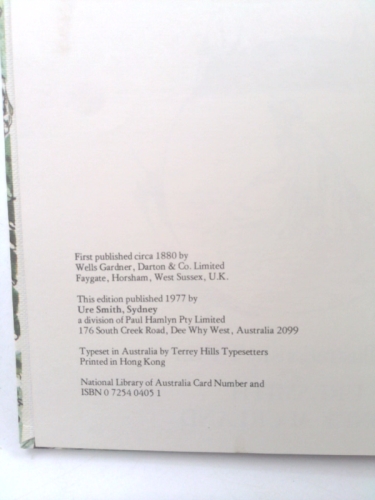 First published circa 1880 by
Wells Gardner, Darton & Co. Limited
Faygate, Horsham, West Sussex, U.K.
This edition published 1977 by
Ure Smith, Sydney
a division of Paul Hamlyn Pty Limited
176 South Creek Road, Dee Why West, Australia 2099
Typeset in Australia by Terrey Hills Typesetters
Printed in Hong Kong
National Library of Australia Card Number and
ISBN 0 7254 0405 1